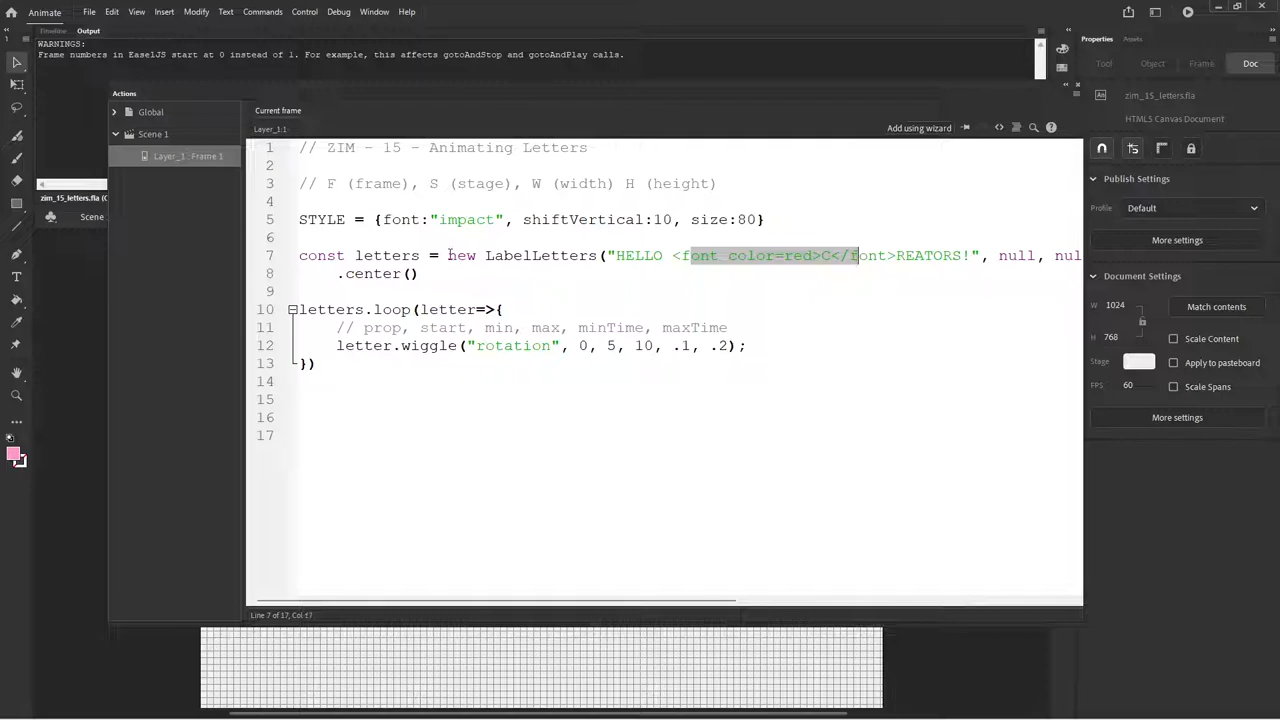 Animate File Edit View Insert Modify Text Commands Control Debug Window Help
Timeline Output
WARNINGS:
Frame numbers in EaselJS start at 0 instead of 1. For example, this affects gotoAndStop and gotoAndPlay calls.
Actions
Global
Scene 1
Layer_1: Frame 1
Current frame
Layer_1:1
Add using wizard
1 // ZIM - 15 - Animating Letters
2
3 // F (frame), S (stage), W (width) H (height)
4
5 STYLE = {font:"impact", shiftVertical:10, size:80}
6
7 const letters = new LabelLetters("HELLO <font color=red>C</font>REATORS!", null, nul
8 .center()
9
10 letters.loop(letter=>{
11 // prop, start, min, max, minTime, maxTime
12 letter.wiggle("rotation", 0, 5, 10, .1, .2);
13 })
14
15
16
17
Line 7 of 17, Col 17
zim_15_letters.fla (C
Scene
1
Properties Assets
Tool Object Frame Doc
An zim_15_letters.fla
HTML5 Canvas Document
Publish Settings
Profile Default
More settings
Document Settings
W 1024
Match contents
H 768
Scale Content
Stage
Apply to pasteboard
FPS 60
Scale Spans
More settings